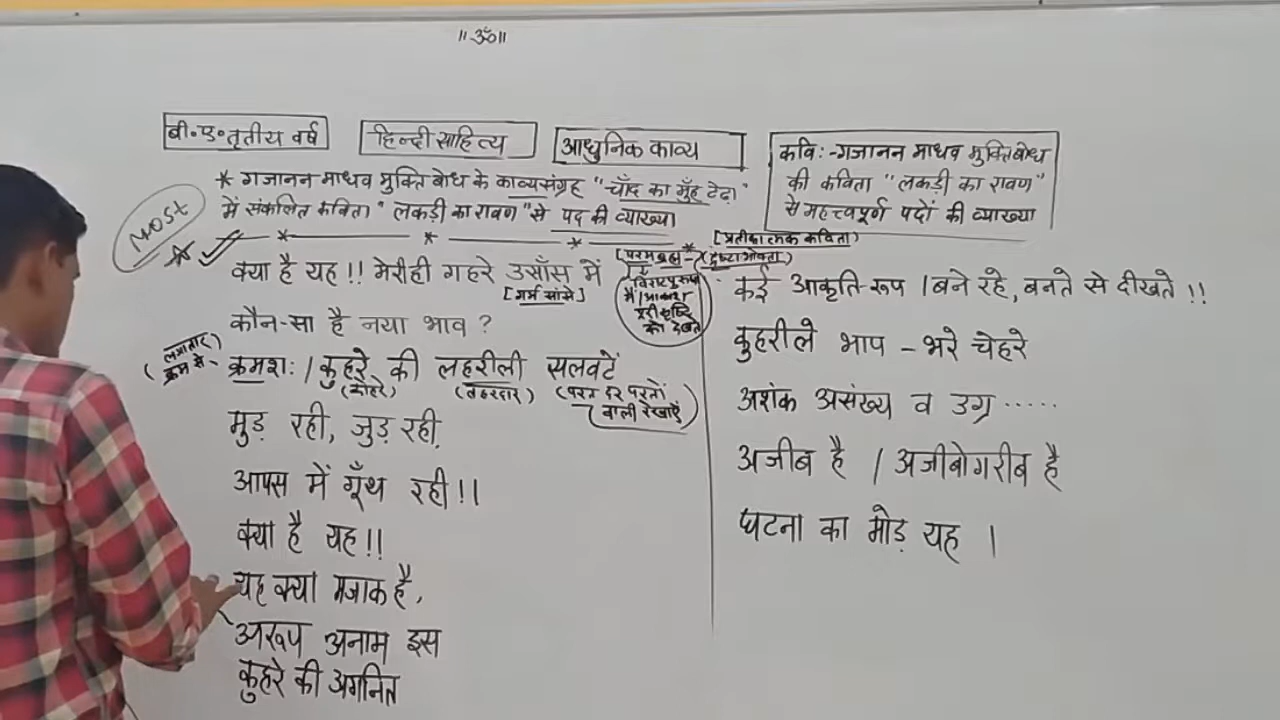 ॥ ॐ ॥
बी॰ए॰तृतीय वर्ष
हिन्दी साहित्य
आधुनिक काव्य
कविः-गजानन माधव मुक्तिबोध
की कविता "लकड़ी का रावण"
से महत्त्वपूर्ण पदों की व्याख्या
* गजानन माधव मुक्तिबोध के काव्यसंग्रह "चाँद का मुँह टेढ़ा"
में संकलित कविता "लकड़ी का रावण" से पद की व्याख्या
Most
[प्रतीकात्मक कविता)
(परमब्रह्म - (दृष्टा भोक्ता)
क्या है यह!! मेरी ही गहरे उसाँस में
[गर्म सांसे]
विराटपुरुष
में
को देखते
कौन-सा है नया भाव ?
(लगातार)
क्रम से -
क्रमशः / कुहरे की लहरीली सलवटें
(कोहरे) (लहरदार) (परत दर परतों
वाली रेखाएँ)
मुड़ रही, जुड़ रही,
आपस में गूँथ रही!!
क्या है यह!!
यह क्या मजाक है,
अरूप अनाम इस
कुहरे की अगनित
कई आकृति-रूप / बने रहे, बनते से दीखते !!
कुहरीले भाप - भरे चेहरे
अशंक असंख्य व उग्र .....
अजीब है / अजीबोगरीब है
घटना का मोड़ यह ।